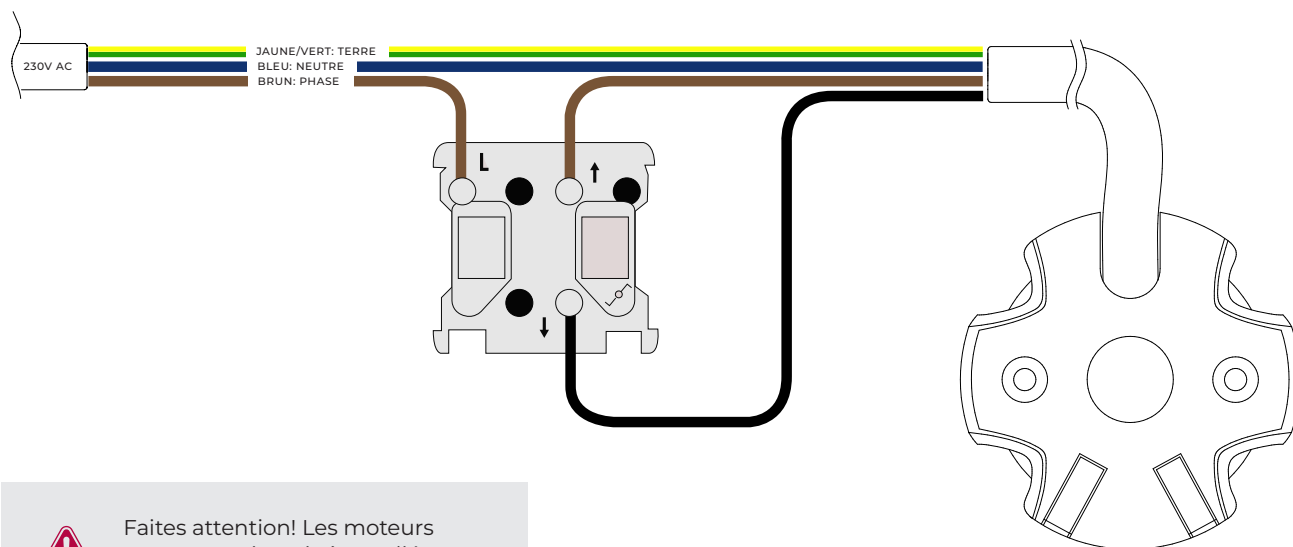 JAUNE/VERT: TERRE
230V AC
BLEU: NEUTRE
BRUN: PHASE
L
Faites attention! Les moteurs